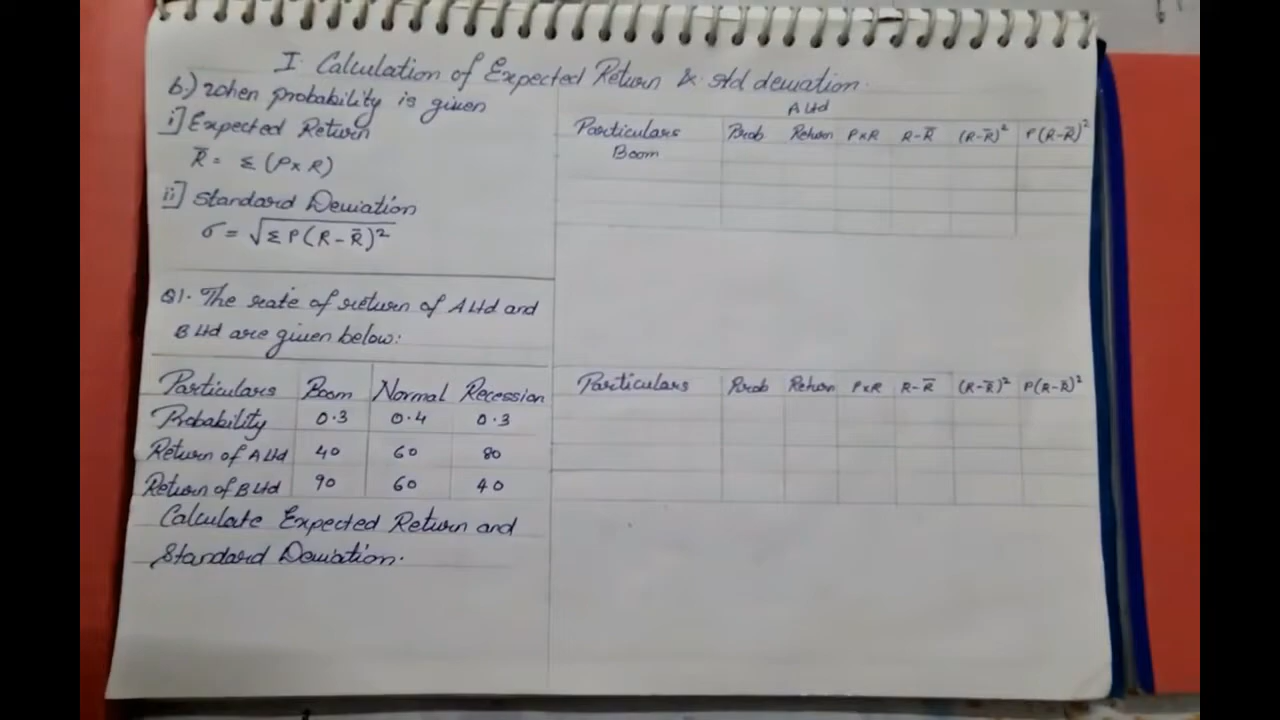 I. Calculation of Expected Return & Std deviation.
b.) When probability is given
i] Expected Return
R̅ = Σ (P×R)
ii] Standard Deviation
σ = √Σ P(R-R̅)²
Q1. The rate of return of A Ltd and
B Ltd are given below:
Particulars Boom Normal Recession
Probability 0.3 0.4 0.3
Return of A Ltd 40 60 80
Return of B Ltd 90 60 40
Calculate Expected Return and
Standard Deviation.
A Ltd
Particulars Prob Return P×R R-R̅ (R-R̅)² P(R-R̅)²
Boom
Particulars Prob Return P×R R-R̅ (R-R̅)² P(R-R̅)²